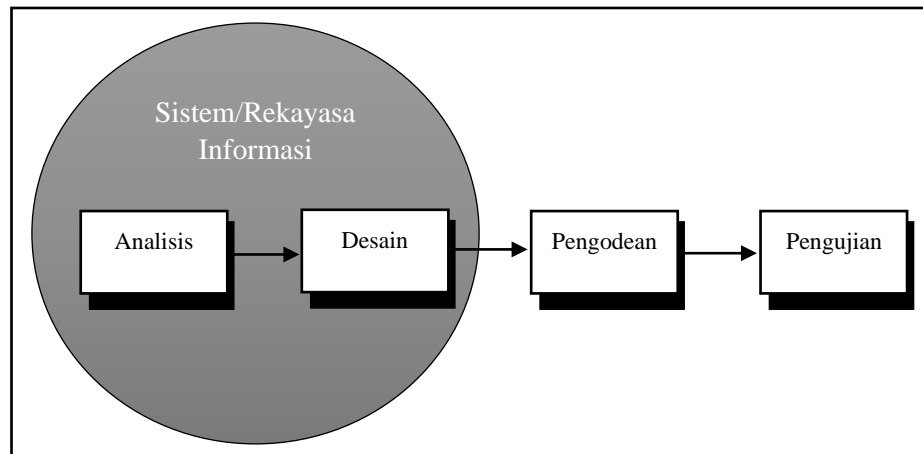 Sistem/Rekayasa
Informasi
Analisis
Desain
Pengodean
Pengujian